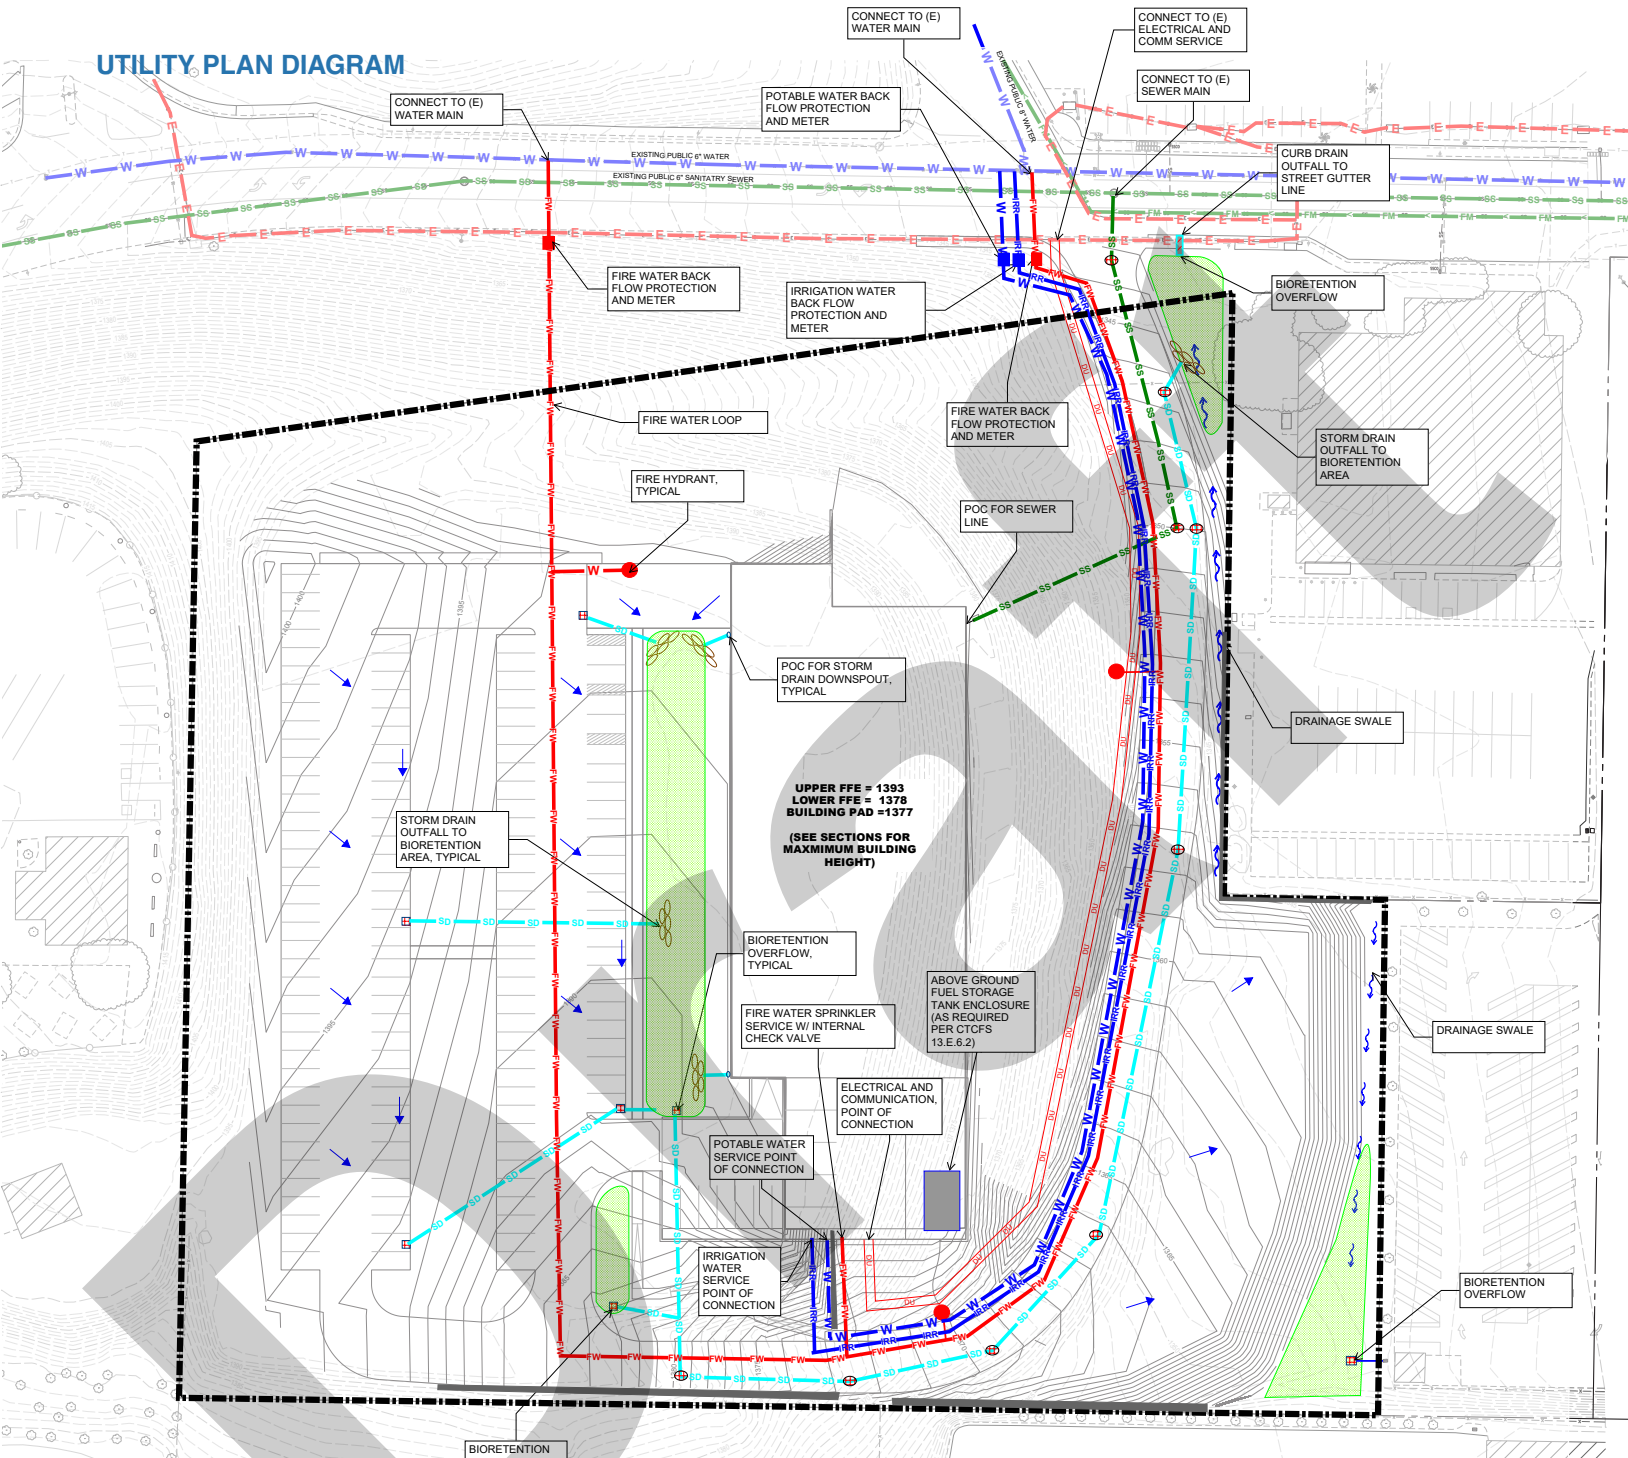 UTILITY PLAN DIAGRAM
CONNECT TO (E)
WATER MAIN
CONNECT TO (E)
ELECTRICAL AND
COMM SERVICE
CONNECT TO (E)
SEWER MAIN
CONNECT TO (E)
WATER MAIN
POTABLE WATER BACK
FLOW PROTECTION
AND METER
EXISTING PUBLIC 8" WATER
EXISTING PUBLIC 6" WATER
EXISTING PUBLIC 6" SANITATRY SEWER
CURB DRAIN
OUTFALL TO
STREET GUTTER
LINE
FIRE WATER BACK
FLOW PROTECTION
AND METER
IRRIGATION WATER
BACK FLOW
PROTECTION AND
METER
BIORETENTION
OVERFLOW
FIRE WATER LOOP
FIRE WATER BACK
FLOW PROTECTION
AND METER
STORM DRAIN
OUTFALL TO
BIORETENTION
AREA
FIRE HYDRANT,
TYPICAL
POC FOR SEWER
LINE
POC FOR STORM
DRAIN DOWNSPOUT,
TYPICAL
DRAINAGE SWALE
UPPER FFE = 1393
LOWER FFE = 1378
BUILDING PAD =1377
(SEE SECTIONS FOR
MAXMIMUM BUILDING
HEIGHT)
STORM DRAIN
OUTFALL TO
BIORETENTION
AREA, TYPICAL
BIORETENTION
OVERFLOW,
TYPICAL
FIRE WATER SPRINKLER
SERVICE W/ INTERNAL
CHECK VALVE
ABOVE GROUND
FUEL STORAGE
TANK ENCLOSURE
(AS REQUIRED
PER CTCFS
13.E.6.2)
DRAINAGE SWALE
ELECTRICAL AND
COMMUNICATION,
POINT OF
CONNECTION
POTABLE WATER
SERVICE POINT
OF CONNECTION
IRRIGATION
WATER
SERVICE
POINT OF
CONNECTION
BIORETENTION
OVERFLOW
BIORETENTION
Draft